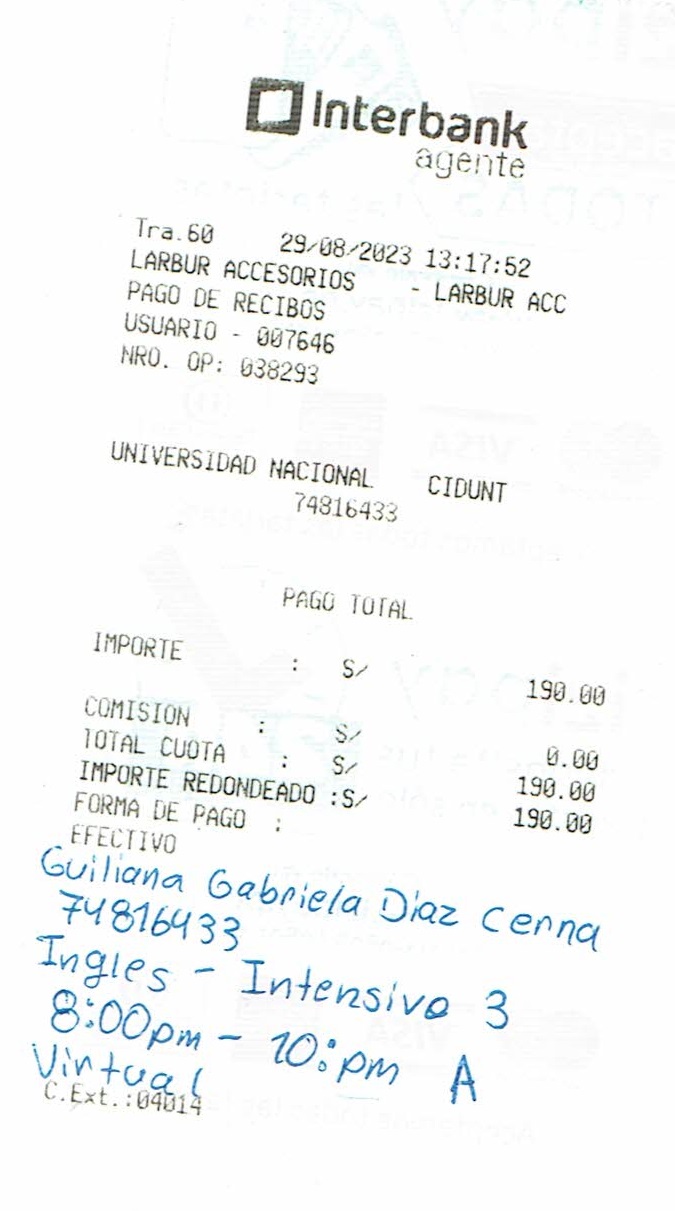 Interbank
agente
Tra.60 29/08/2023 13:17:52
LARBUR ACCESORIOS - LARBUR ACC
PAGO DE RECIBOS
USUARIO - 007646
NRO. OP: 038293
UNIVERSIDAD NACIONAL CIDUNT
74816433
PAGO TOTAL
IMPORTE : S/ 190.00
COMISION : S/ 0.00
TOTAL CUOTA : S/ 190.00
IMPORTE REDONDEADO :S/ 190.00
FORMA DE PAGO :
EFECTIVO
Guiliana Gabriela Diaz Cerna
74816433
Ingles - Intensivo 3
8:00pm - 10:pm A
Virtual
C.Ext.:04014